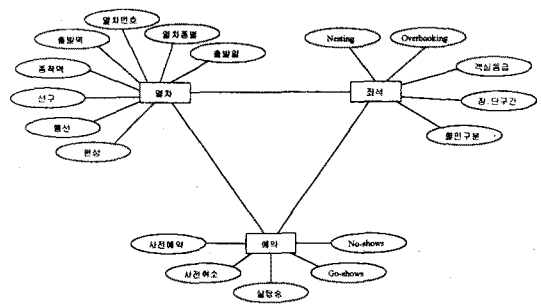 열차번호
열차종별
출발역
출발일
종착역
선구
열차
편성
Nesting
Overbooking
객실등급
좌석
장.단구간
할인구분
사전예약
예약
No-shows
사전취소
Go-shows
실탑승